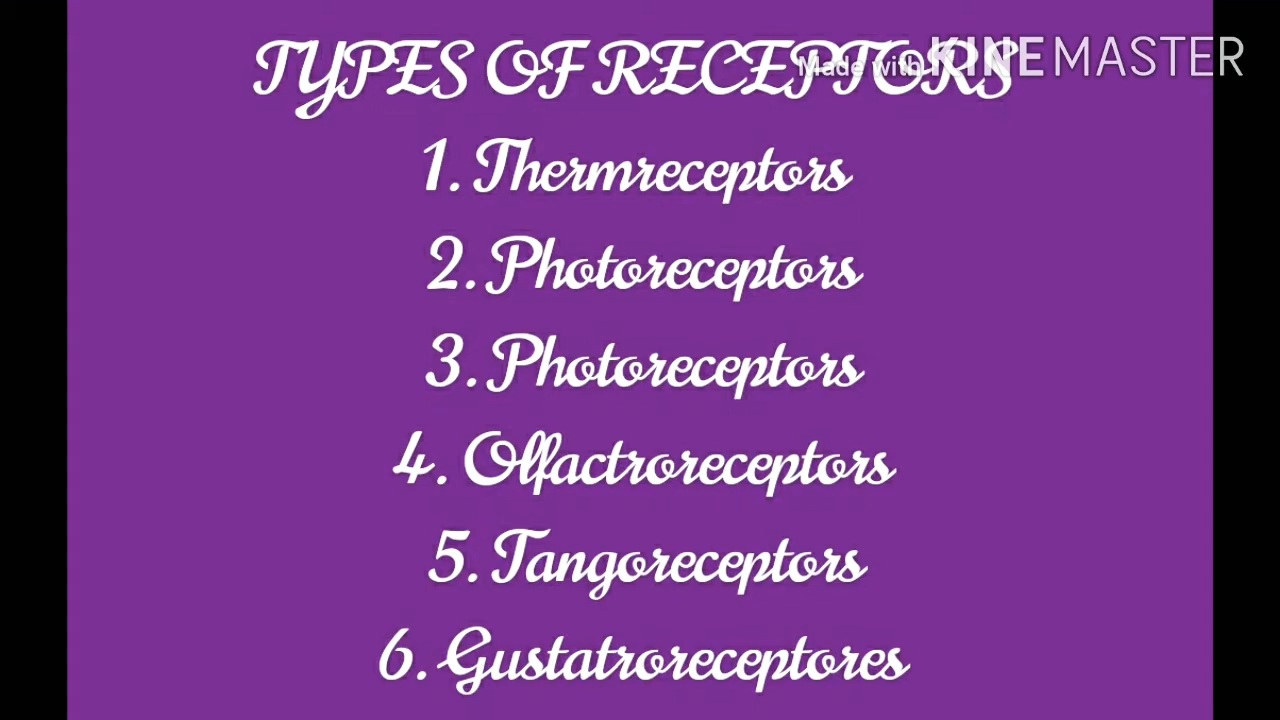 TYPES OF RECEPTORS
Made with KINEMASTER
1. Thermreceptors
2. Photoreceptors
3. Photoreceptors
4. Olfactroreceptors
5. Tangoreceptors
6. Gustatroreceptores